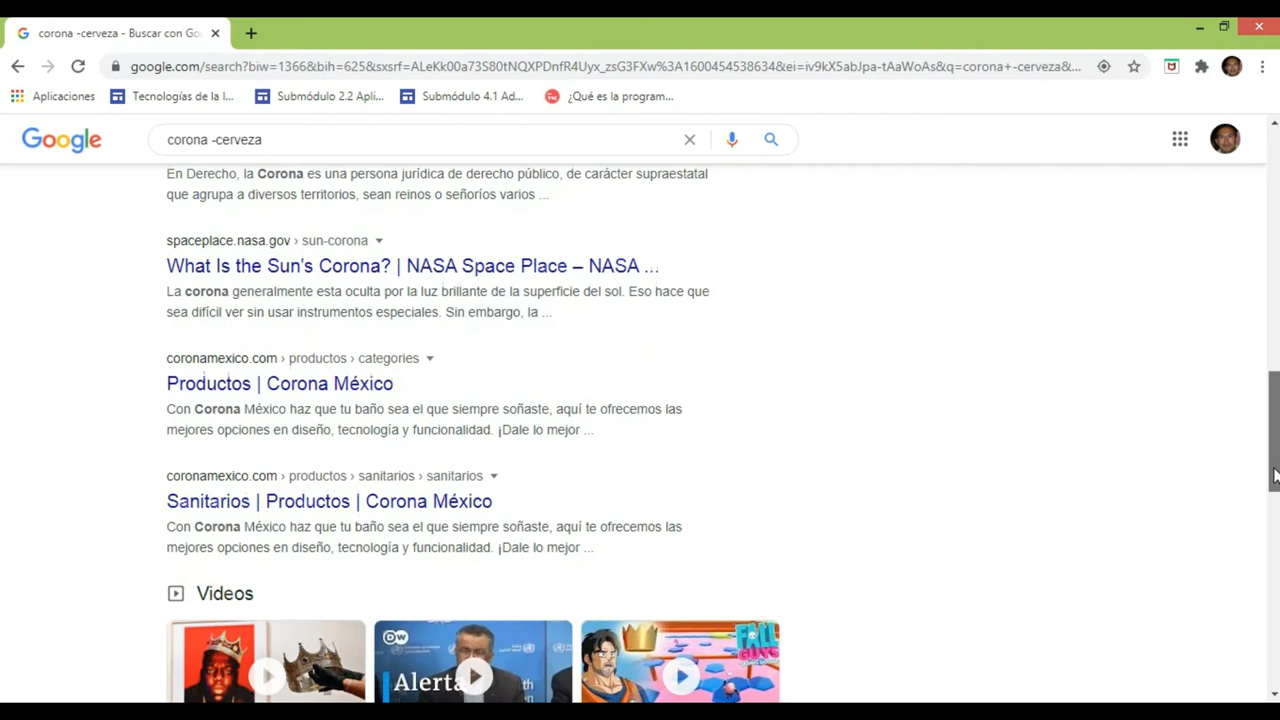 corona -cerveza - Buscar con Goo
google.com/search?biw=1366&bih=625&sxsrf=ALeKk00a73S80tNQXPDnfR4Uyx_zsG3FXw%3A1600454538634&ei=iv9kX5abJpa-tAaWoAs&q=corona+-cerveza&...
Aplicaciones
Tecnologías de la I...
Submódulo 2.2 Apli...
Submódulo 4.1 Ad...
¿Qué es la program...
Google
corona -cerveza
En Derecho, la Corona es una persona jurídica de derecho público, de carácter supraestatal
que agrupa a diversos territorios, sean reinos o señoríos varios ...
spaceplace.nasa.gov › sun-corona
What Is the Sun's Corona? | NASA Space Place – NASA ...
La corona generalmente esta oculta por la luz brillante de la superficie del sol. Eso hace que
sea difícil ver sin usar instrumentos especiales. Sin embargo, la ...
coronamexico.com › productos › categories
Productos | Corona México
Con Corona México haz que tu baño sea el que siempre soñaste, aquí te ofrecemos las
mejores opciones en diseño, tecnología y funcionalidad. ¡Dale lo mejor ...
coronamexico.com › productos › sanitarios › sanitarios
Sanitarios | Productos | Corona México
Con Corona México haz que tu baño sea el que siempre soñaste, aquí te ofrecemos las
mejores opciones en diseño, tecnología y funcionalidad. ¡Dale lo mejor ...
Videos
DW
Alerta
FALL
GUYS